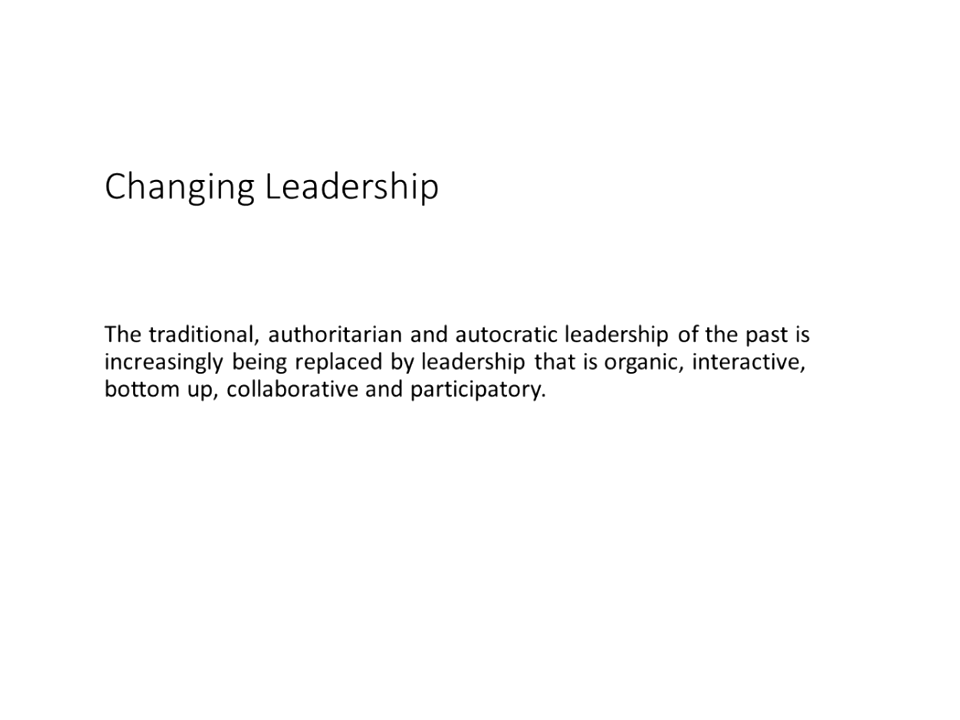 Changing Leadership
The traditional, authoritarian and autocratic leadership of the past is
increasingly being replaced by leadership that is organic, interactive,
bottom up, collaborative and participatory.